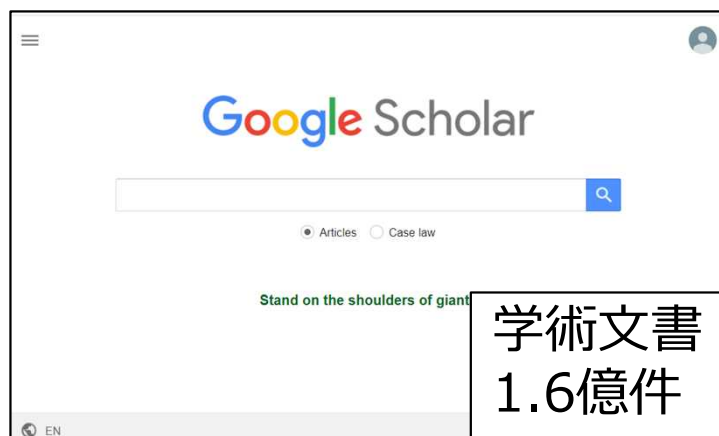 Google Scholar
Articles Case law
Stand on the shoulders of giant
学術文書
1.6億件
EN